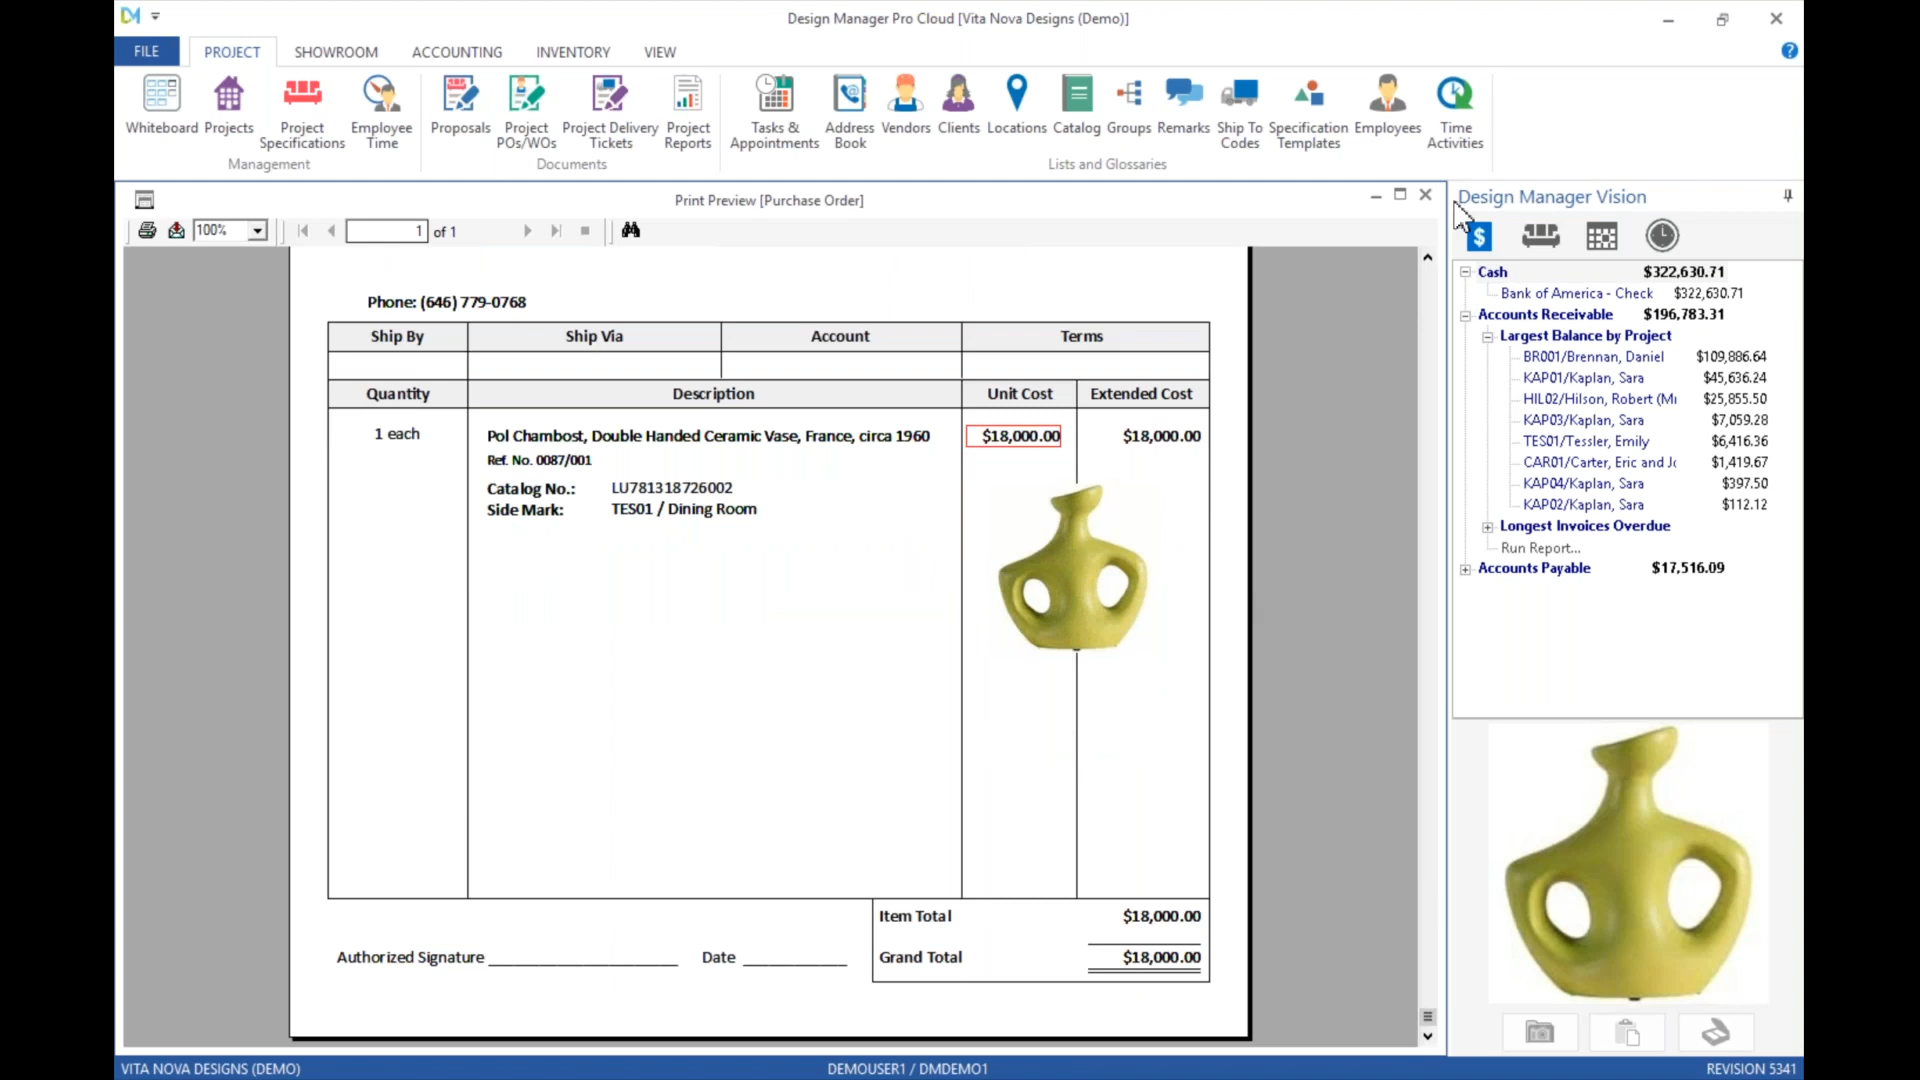 Design Manager Pro Cloud [Vita Nova Designs (Demo)]
FILE PROJECT SHOWROOM ACCOUNTING INVENTORY VIEW
Whiteboard
Projects
Project Specifications
Employee Time
Management
Proposals
Project POs/WOs
Project Delivery Tickets
Project Reports
Documents
Tasks & Appointments
Address Book
Vendors
Clients
Locations
Catalog
Groups
Remarks
Ship To Codes
Specification Templates
Employees
Time Activities
Lists and Glossaries
Print Preview [Purchase Order]
100%
1 of 1
Phone: (646) 779-0768
Ship By Ship Via Account Terms
Quantity Description Unit Cost Extended Cost
1 each Pol Chambost, Double Handed Ceramic Vase, France, circa 1960 $18,000.00 $18,000.00
Ref. No. 0087/001
Catalog No.: LU781318726002
Side Mark: TES01 / Dining Room
Item Total $18,000.00
Authorized Signature Date Grand Total $18,000.00
Design Manager Vision
$
Cash $322,630.71
Bank of America - Check $322,630.71
Accounts Receivable $196,783.31
Largest Balance by Project
BR001/Brennan, Daniel $109,886.64
KAP01/Kaplan, Sara $45,636.24
HIL02/Hilson, Robert (Mr $25,855.50
KAP03/Kaplan, Sara $7,059.28
TES01/Tessler, Emily $6,416.36
CAR01/Carter, Eric and Jo $1,419.67
KAP04/Kaplan, Sara $397.50
KAP02/Kaplan, Sara $112.12
Longest Invoices Overdue
Run Report...
Accounts Payable $17,516.09
VITA NOVA DESIGNS (DEMO) DEMOUSER1 / DMDEMO1 REVISION 5341